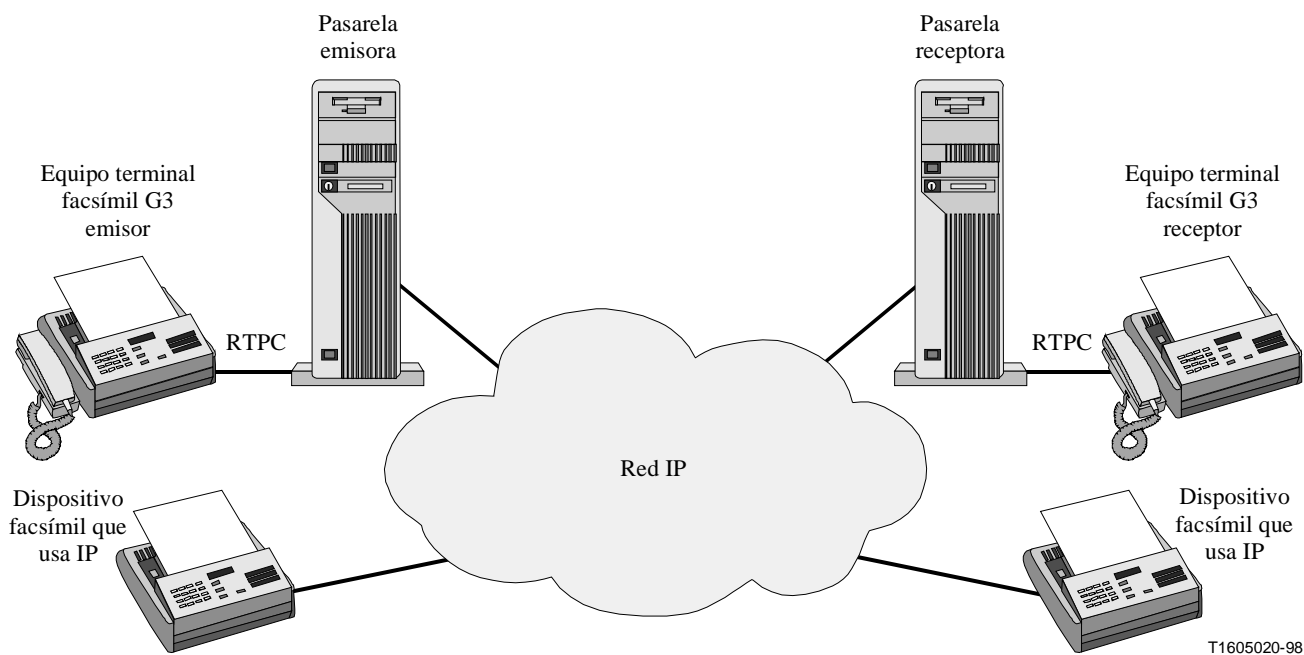 Pasarela
emisora
Pasarela
receptora
Equipo terminal
facsímil G3
emisor
Equipo terminal
facsímil G3
receptor
RTPC
RTPC
Red IP
Dispositivo
facsímil que
usa IP
Dispositivo
facsímil que
usa IP
T1605020-98